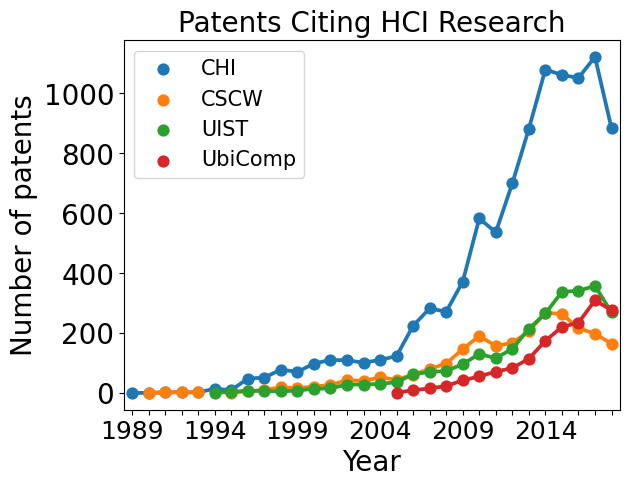 Patents Citing HCI Research
CHI
CSCW
UIST
UbiComp
Number of patents
1000
800
600
400
200
0
1989 1994 1999 2004 2009 2014
Year